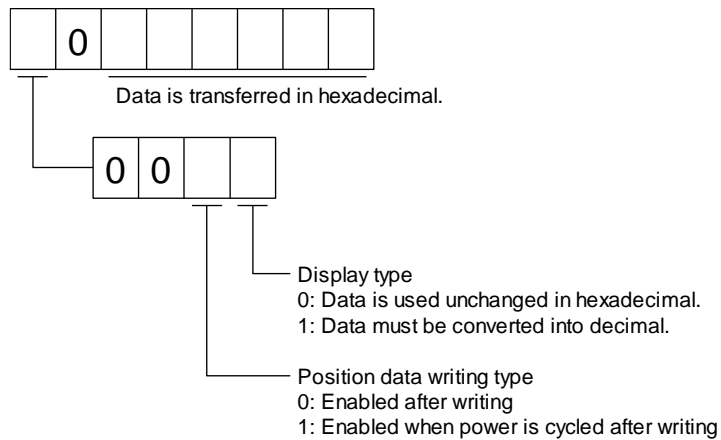 0
Data is transferred in hexadecimal.
0 0
Display type
0: Data is used unchanged in hexadecimal.
1: Data must be converted into decimal.
Position data writing type
0: Enabled after writing
1: Enabled when power is cycled after writing